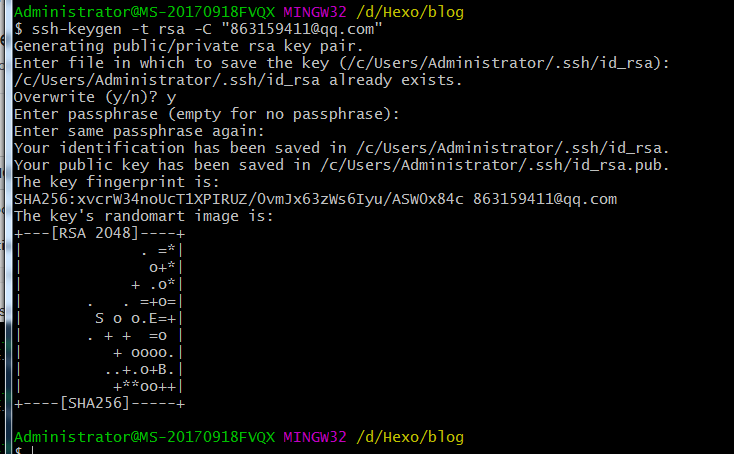 Administrator@MS-20170918FVQX MINGW32 /d/Hexo/blog
$ ssh-keygen -t rsa -C "863159411@qq.com"
Generating public/private rsa key pair.
Enter file in which to save the key (/c/Users/Administrator/.ssh/id_rsa):
/c/Users/Administrator/.ssh/id_rsa already exists.
Overwrite (y/n)? y
Enter passphrase (empty for no passphrase):
Enter same passphrase again:
Your identification has been saved in /c/Users/Administrator/.ssh/id_rsa.
Your public key has been saved in /c/Users/Administrator/.ssh/id_rsa.pub.
The key fingerprint is:
SHA256:xvcrW34noUcT1XPIRUZ/OvmJx63zWs6Iyu/ASWOx84c 863159411@qq.com
The key's randomart image is:
+---[RSA 2048]----+
|              . =*|
|               o+*|
|             + .o*|
|        .   . =+o=|
|         S o o.E=+|
|        . + +  =o |
|           + oooo.|
|          ..+.o+B.|
|           +**oo++|
+----[SHA256]-----+
Administrator@MS-20170918FVQX MINGW32 /d/Hexo/blog
$